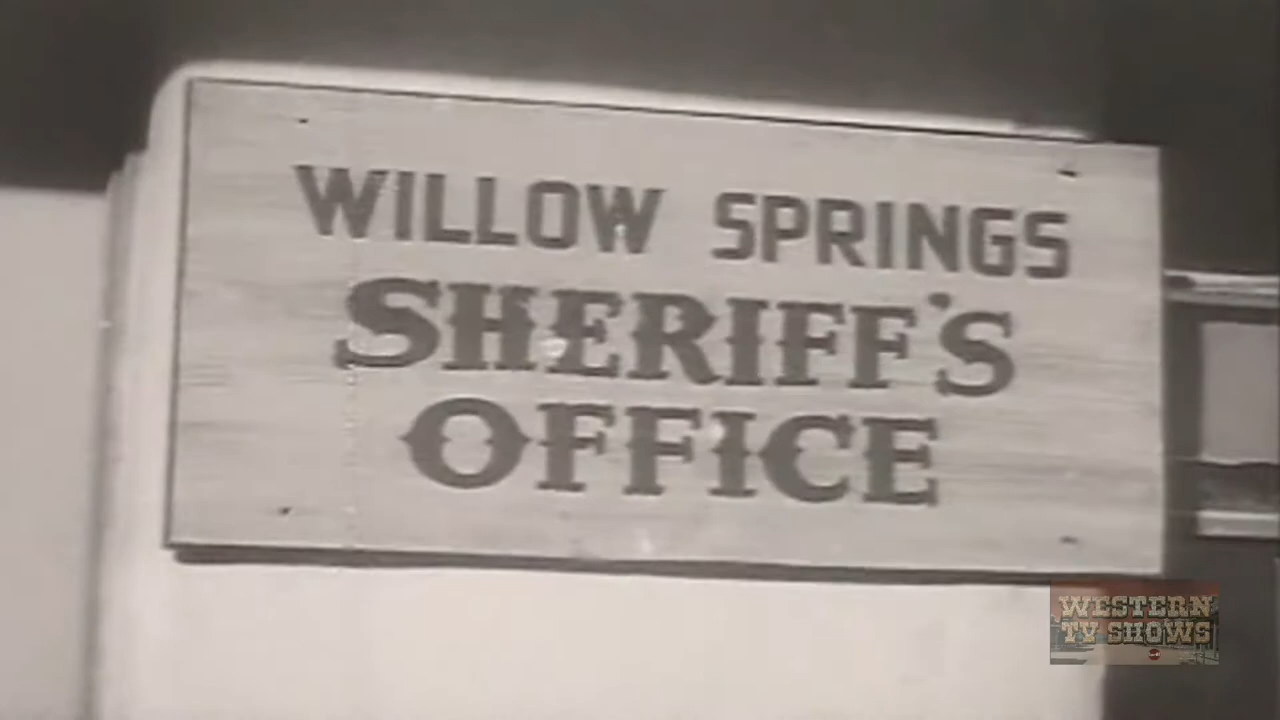 WILLOW SPRINGS
SHERIFF'S
OFFICE
WESTERN
TV SHOWS